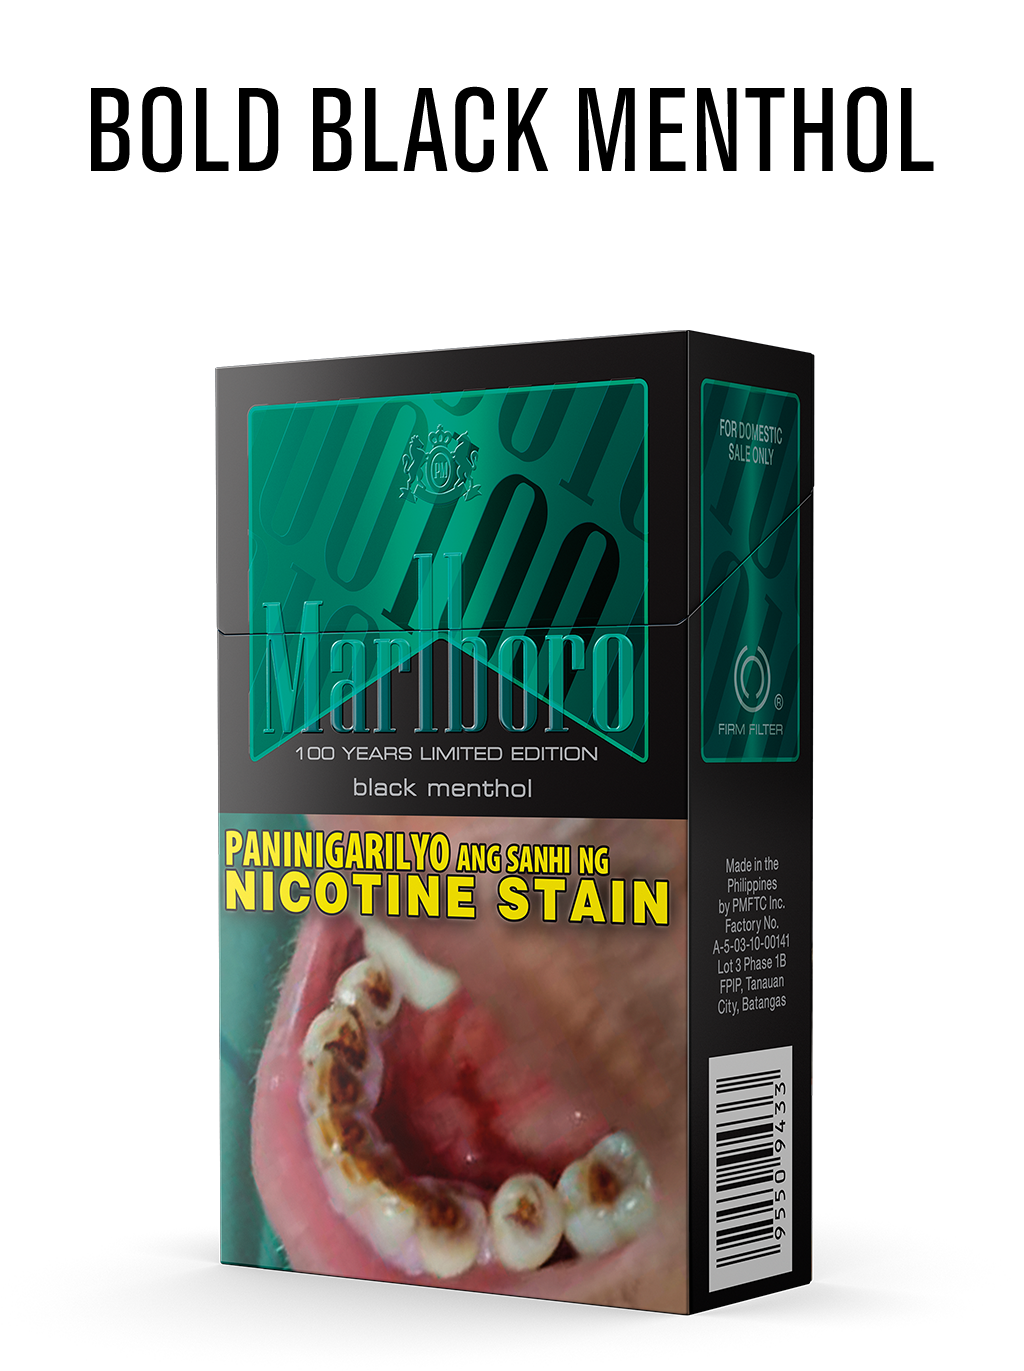 BOLD BLACK MENTHOL
100
PM
Marlboro
100 YEARS LIMITED EDITION
black menthol
PANINIGARILYO ANG SANHI NG
NICOTINE STAIN
FOR DOMESTIC
SALE ONLY
®
FIRM FILTER
Made in the
Philippines
by PMFTC Inc.
Factory No.
A-5-03-10-00141
Lot 3 Phase 1B
FPIP, Tanauan
City, Batangas
9550 9433